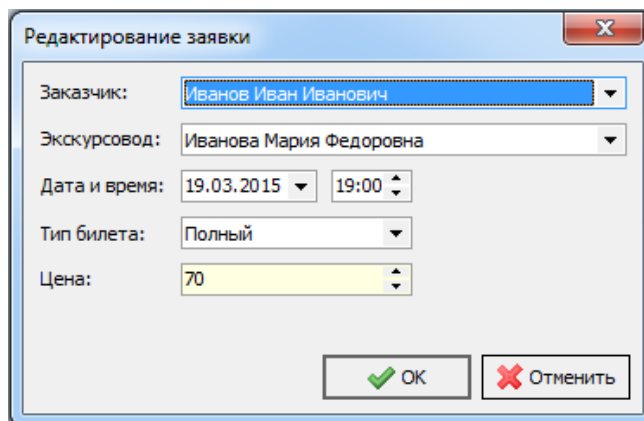 Редактирование заявки
Заказчик: Иванов Иван Иванович
Экскурсовод: Иванова Мария Федоровна
Дата и время: 19.03.2015 19:00
Тип билета: Полный
Цена: 70
OK Отменить